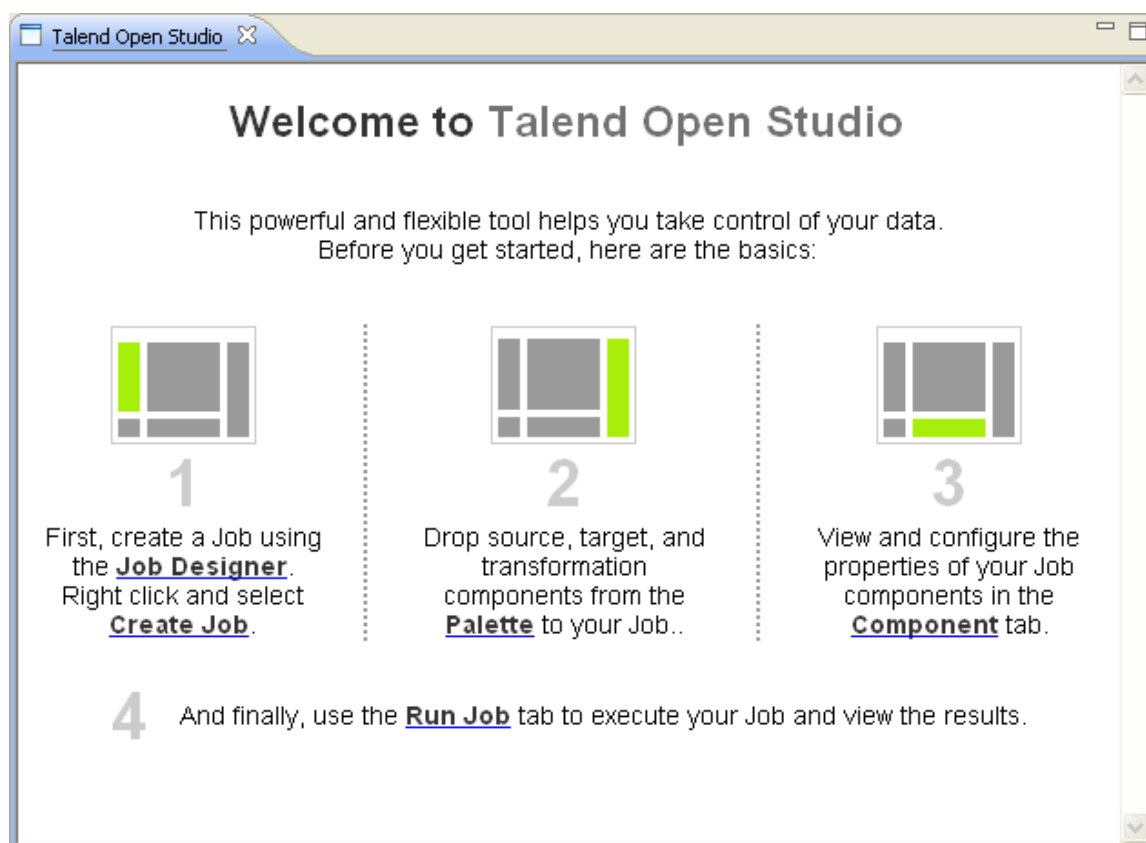 Talend Open Studio
Welcome to Talend Open Studio
This powerful and flexible tool helps you take control of your data.
Before you get started, here are the basics:
1
First, create a Job using
the Job Designer.
Right click and select
Create Job.
2
Drop source, target, and
transformation
components from the
Palette to your Job..
3
View and configure the
properties of your Job
components in the
Component tab.
4 And finally, use the Run Job tab to execute your Job and view the results.